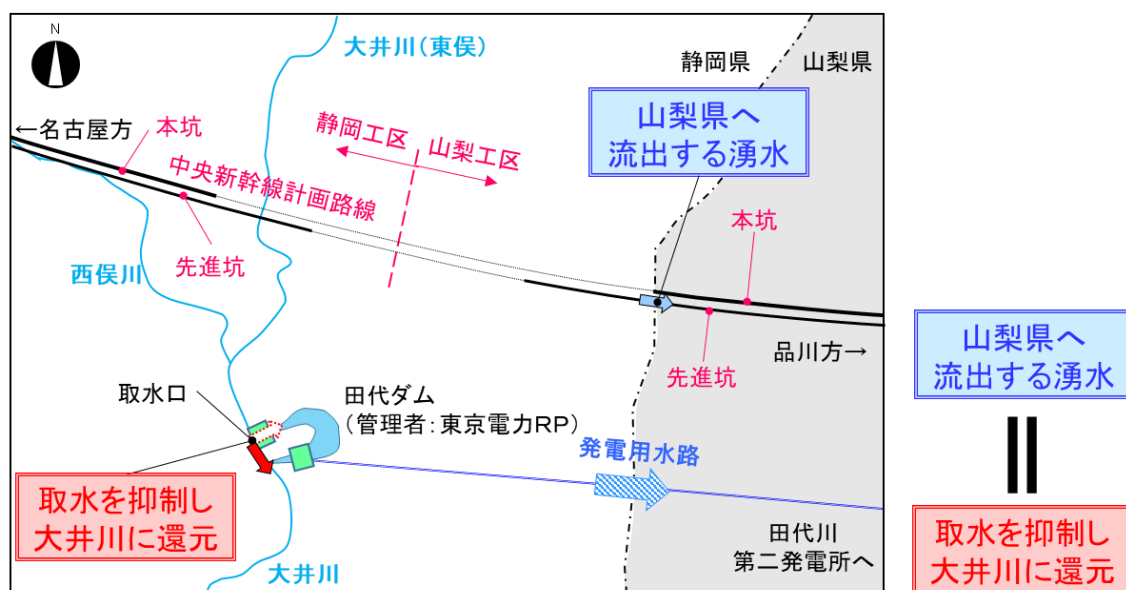 N
大井川(東俣)
静岡県
山梨県
山梨県へ
流出する湧水
←名古屋方
本坑
静岡工区
山梨工区
中央新幹線計画路線
本坑
先進坑
西俣川
品川方→
先進坑
取水口
田代ダム
(管理者:東京電力RP)
発電用水路
取水を抑制し
大井川に還元
田代川
第二発電所へ
大井川
山梨県へ
流出する湧水
取水を抑制し
大井川に還元